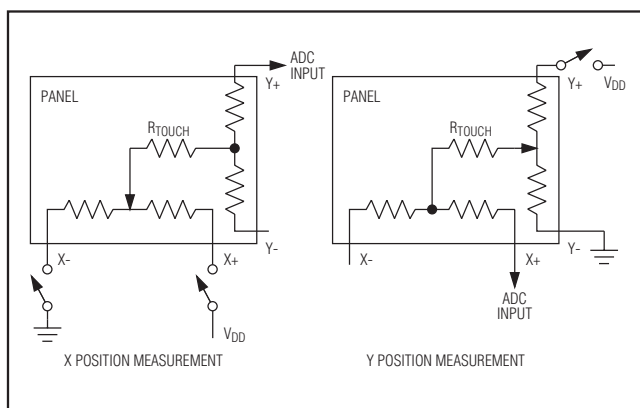 ADC
INPUT
Y+
PANEL
RTOUCH
Y-
X-
X+
VDD
X POSITION MEASUREMENT
Y+
VDD
PANEL
RTOUCH
Y-
X-
X+
ADC
INPUT
Y POSITION MEASUREMENT